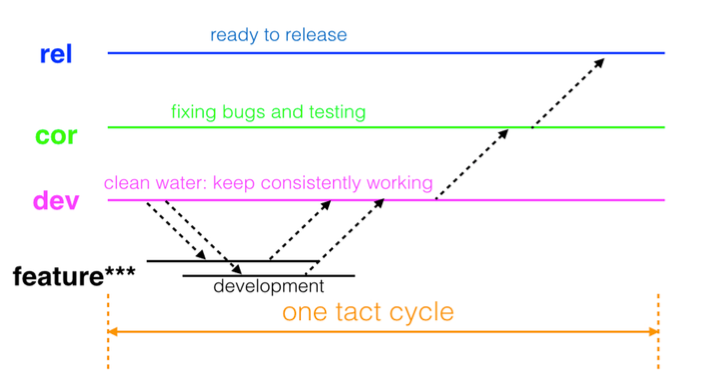 ready to release
rel
fixing bugs and testing
cor
clean water: keep consistently working
dev
feature***
development
one tact cycle